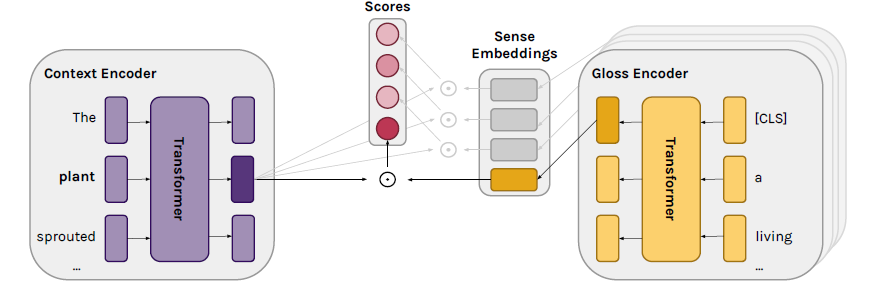 Scores
Sense
Embeddings
Context Encoder
The
plant
sprouted
...
Transformer
Gloss Encoder
Transformer
[CLS]
a
living
...